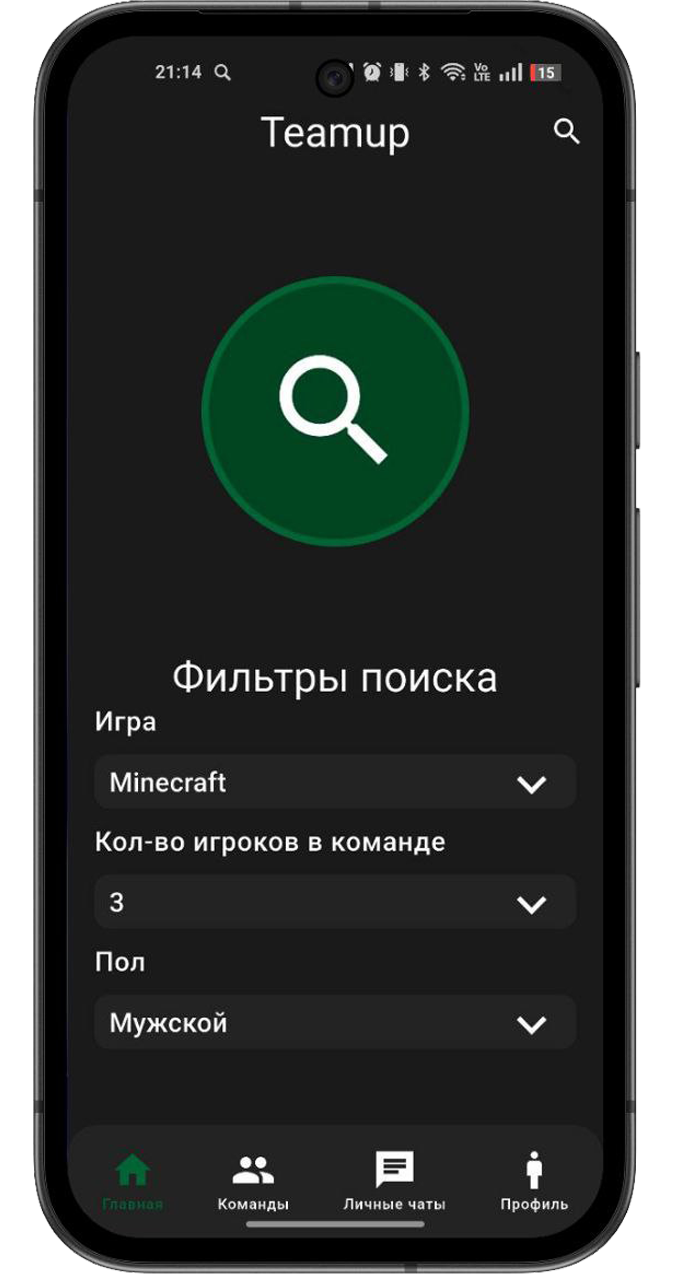 21:14 Vo LTE 15
Teamup
Фильтры поиска
Игра
Minecraft
Кол-во игроков в команде
3
Пол
Мужской
Главная Команды Личные чаты Профиль